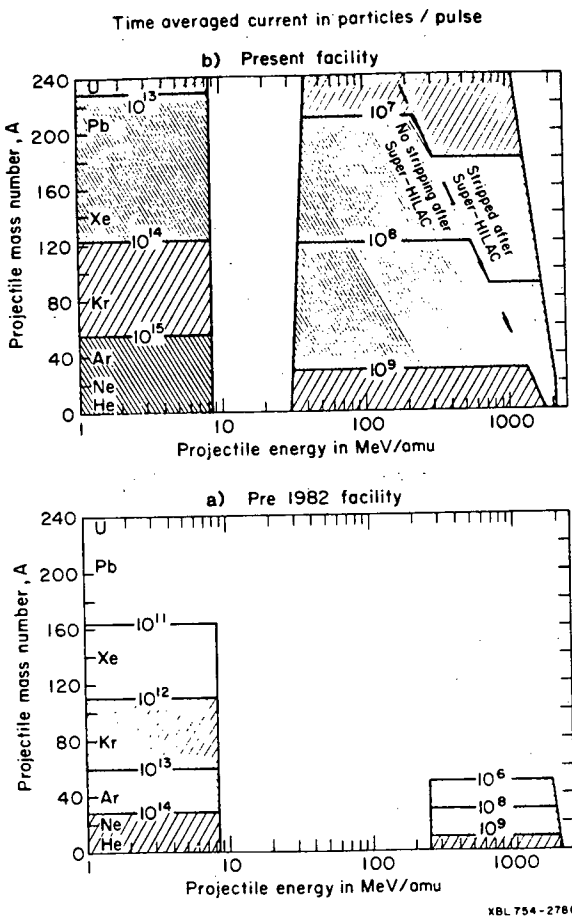 Time averaged current in particles / pulse
b) Present facility
Projectile mass number, A
240
200
160
120
80
40
0
U
Pb
Xe
Kr
Ar
Ne
He
10¹³
10¹⁴
10¹⁵
10⁷
10⁸
10⁹
No stripping after
Super-HILAC
Stripped after
Super-HILAC
1
10
100
1000
Projectile energy in MeV/amu
a) Pre 1982 facility
Projectile mass number, A
240
200
160
120
80
40
0
U
Pb
Xe
Kr
Ar
Ne
He
10¹¹
10¹²
10¹³
10¹⁴
10⁶
10⁸
10⁹
1
10
100
1000
Projectile energy in MeV/amu